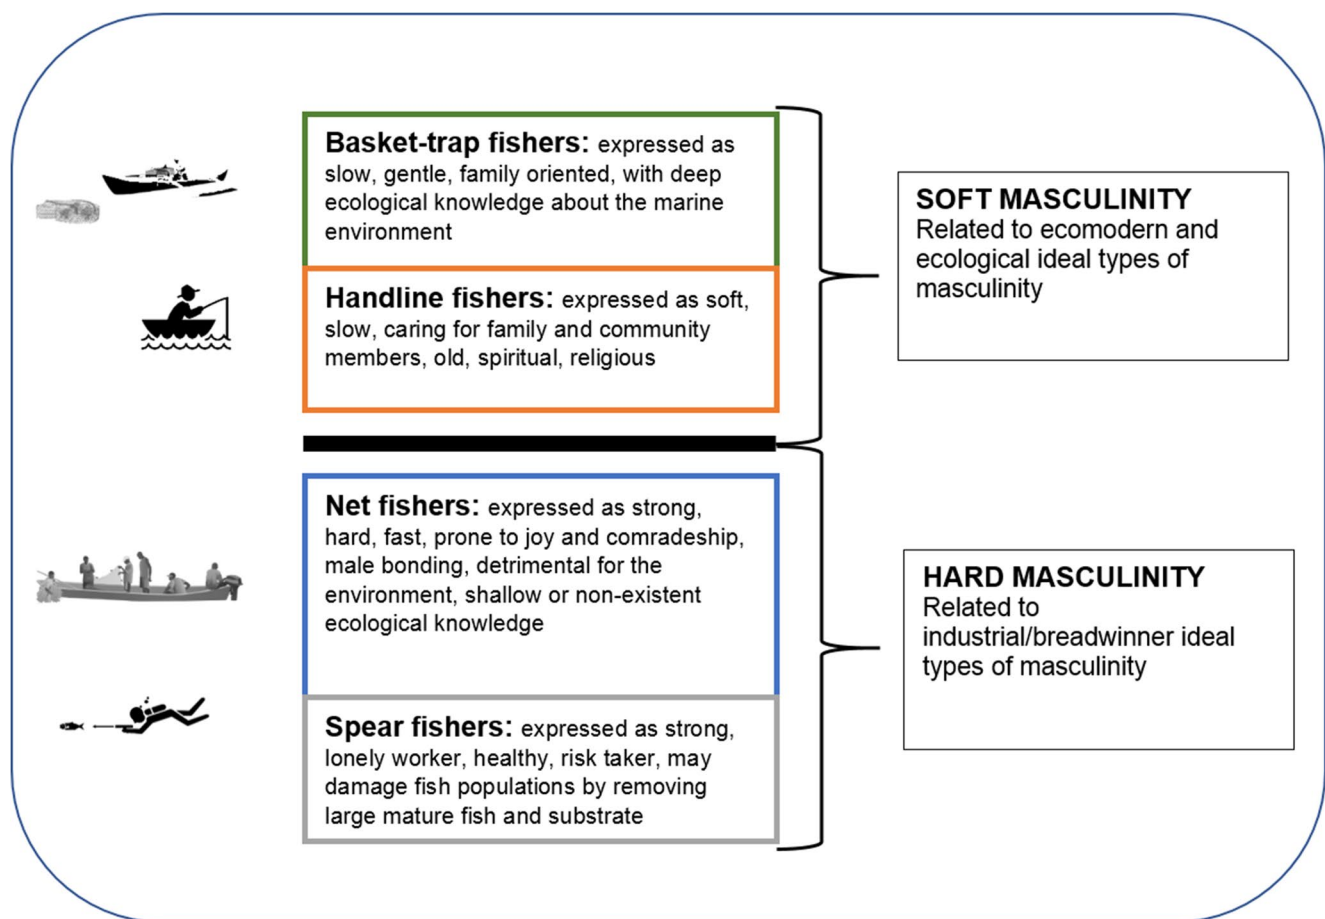 Basket-trap fishers: expressed as
slow, gentle, family oriented, with deep
ecological knowledge about the marine
environment
Handline fishers: expressed as soft,
slow, caring for family and community
members, old, spiritual, religious
SOFT MASCULINITY
Related to ecomodern and
ecological ideal types of
masculinity
Net fishers: expressed as strong,
hard, fast, prone to joy and comradeship,
male bonding, detrimental for the
environment, shallow or non-existent
ecological knowledge
Spear fishers: expressed as strong,
lonely worker, healthy, risk taker, may
damage fish populations by removing
large mature fish and substrate
HARD MASCULINITY
Related to
industrial/breadwinner ideal
types of masculinity